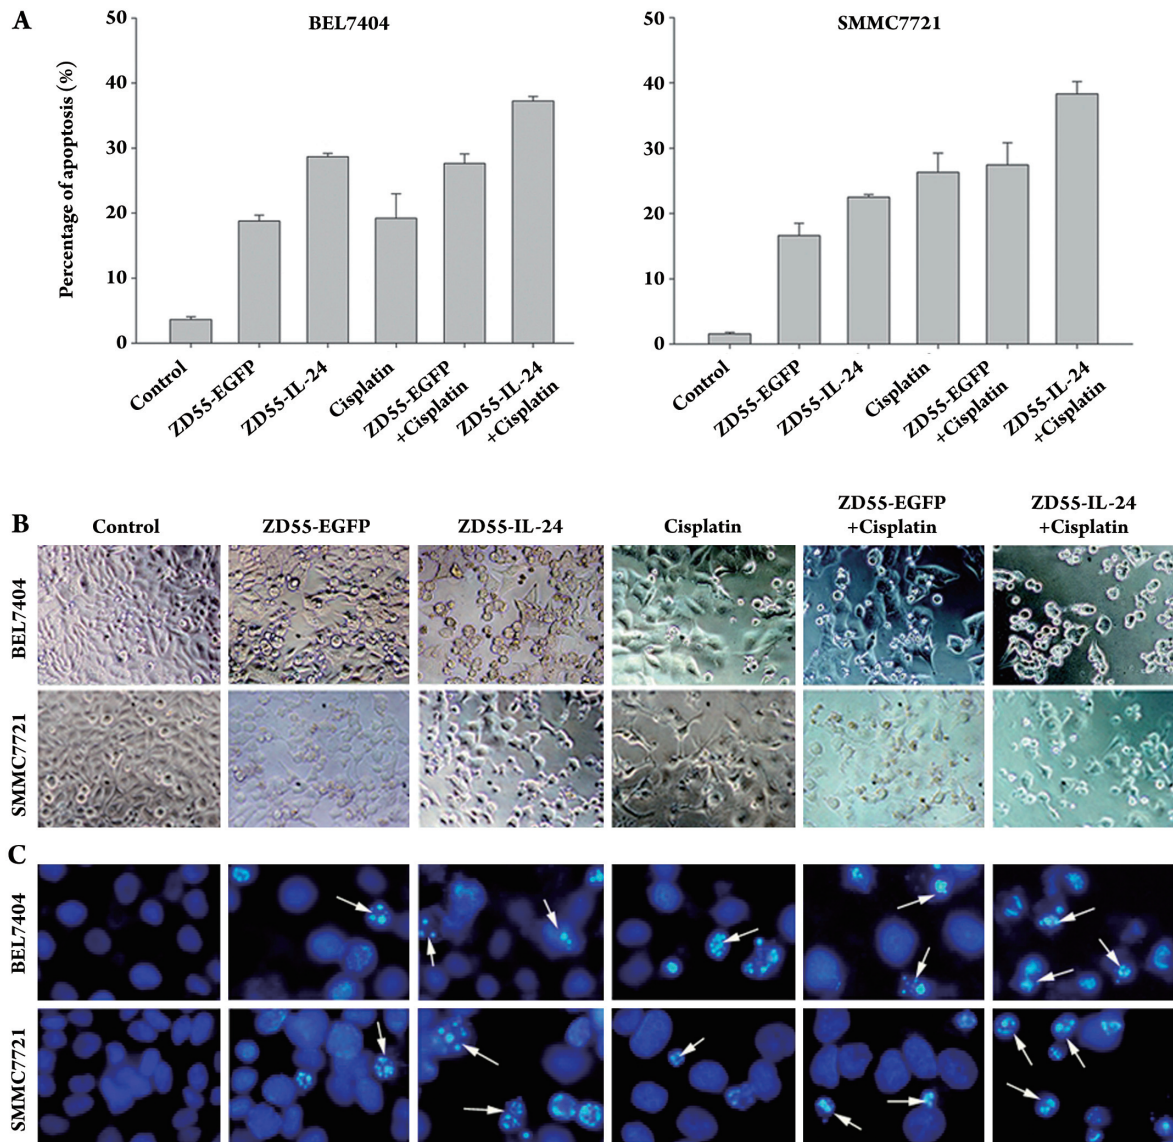 A
BEL7404
SMMC7721
Percentage of apoptosis (%)
50
40
30
20
10
0
Control
ZD55-EGFP
ZD55-IL-24
Cisplatin
ZD55-EGFP
+Cisplatin
ZD55-IL-24
+Cisplatin
50
40
30
20
10
0
Control
ZD55-EGFP
ZD55-IL-24
Cisplatin
ZD55-EGFP
+Cisplatin
ZD55-IL-24
+Cisplatin
B
Control
ZD55-EGFP
ZD55-IL-24
Cisplatin
ZD55-EGFP
+Cisplatin
ZD55-IL-24
+Cisplatin
BEL7404
SMMC7721
C
BEL7404
SMMC7721